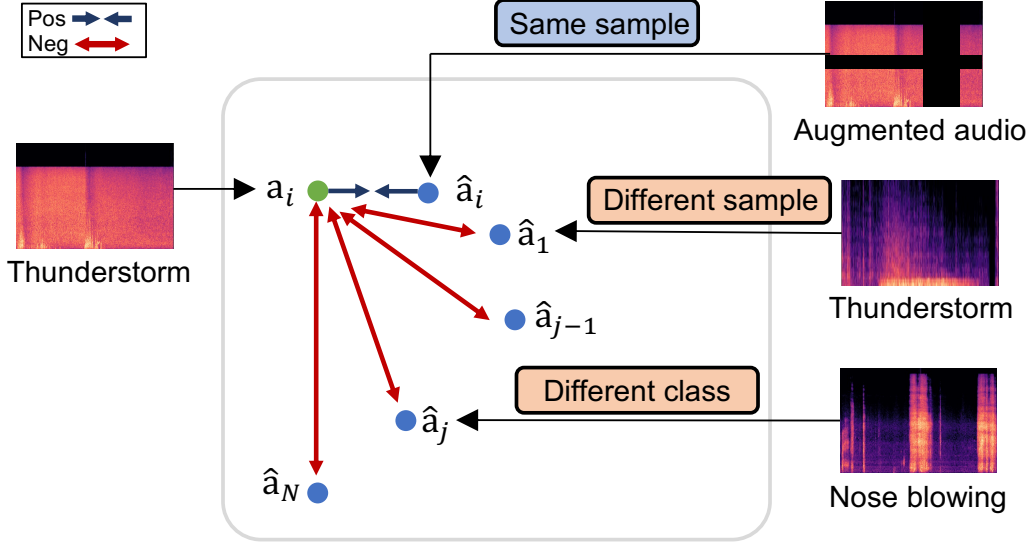 Pos
Neg
Same sample
Augmented audio
Thunderstorm
a_i
â_i
Different sample
â_1
Thunderstorm
â_{j−1}
Different class
â_j
Nose blowing
â_N